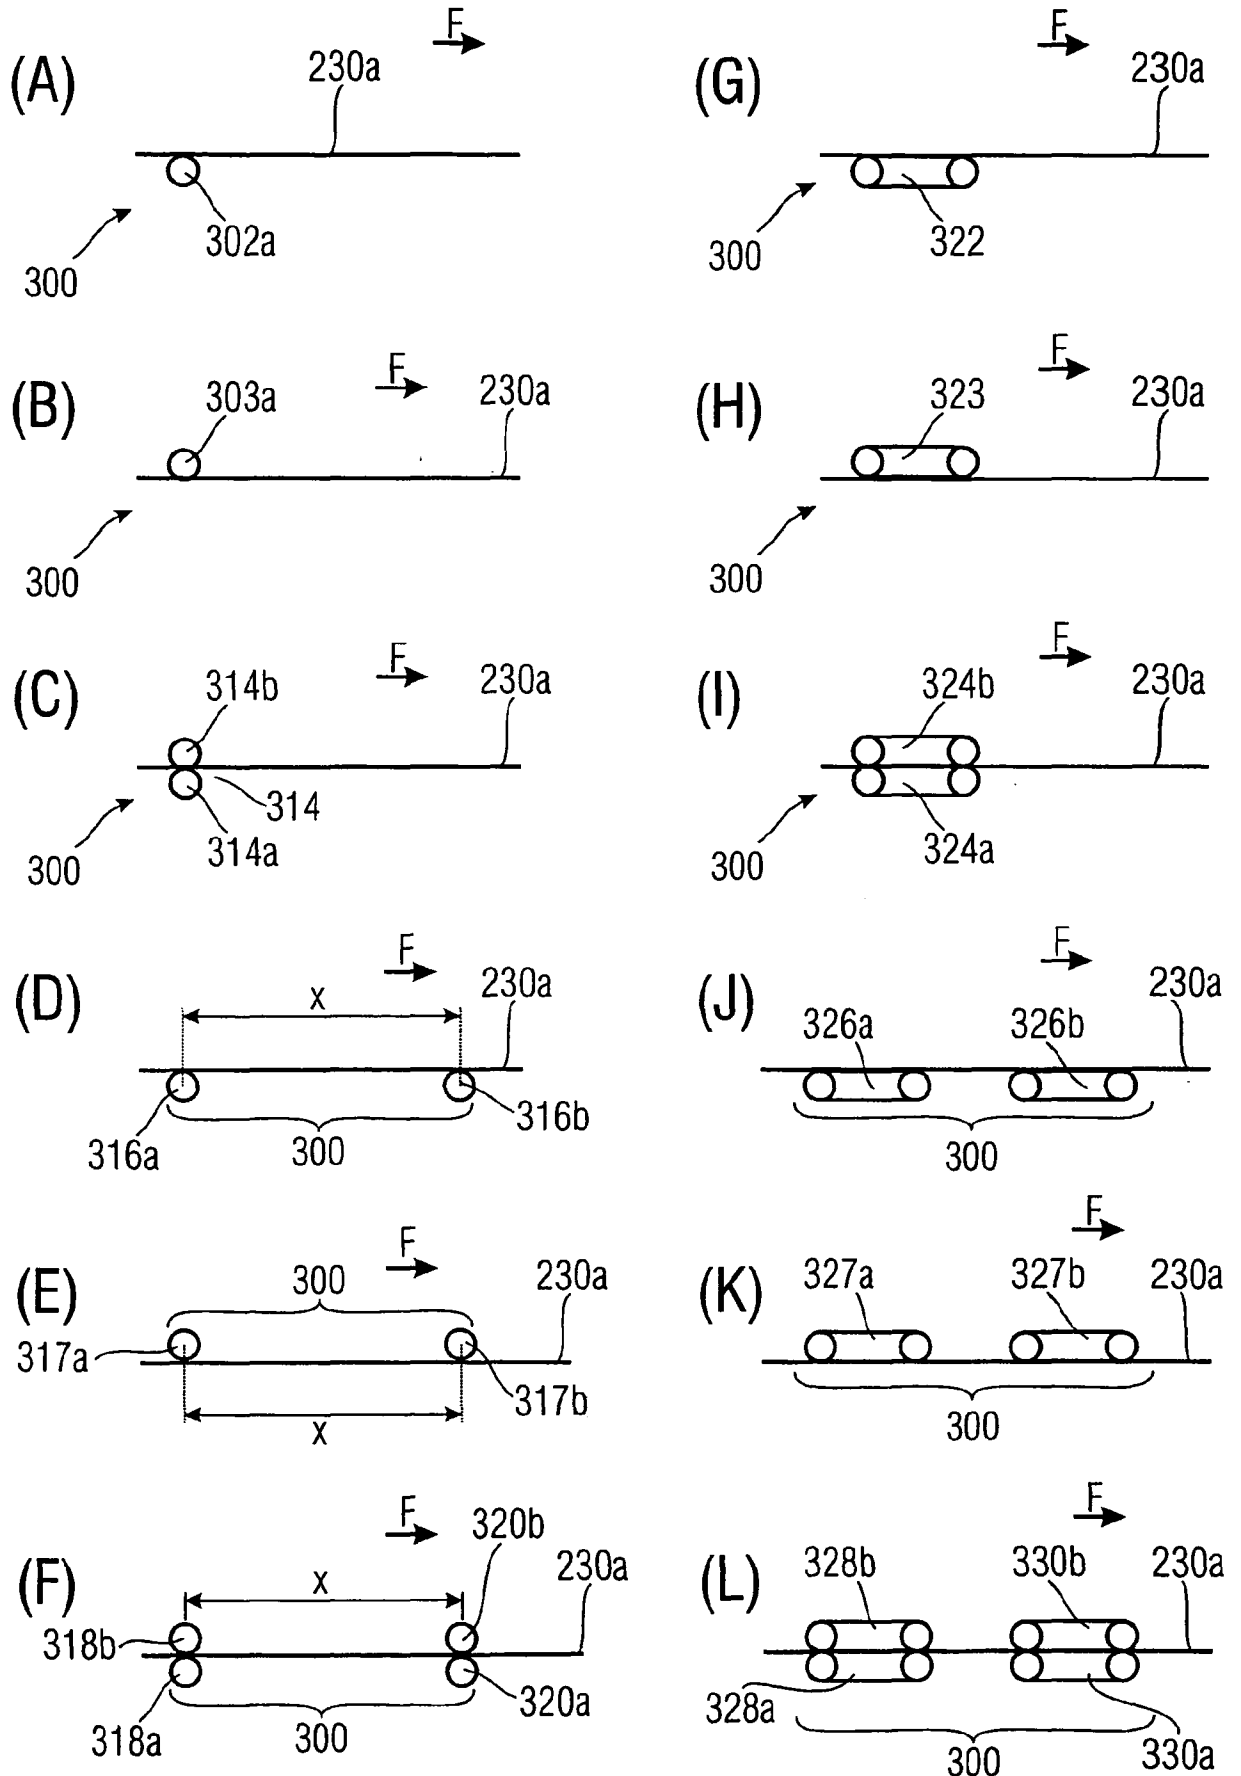 (A)
F
230a
302a
300
(B)
F
303a
230a
300
(C)
F
314b
230a
314
314a
300
(D)
F
x
230a
316a
300
316b
(E)
F
300
230a
317a
317b
x
(F)
F
320b
x
230a
318b
318a
300
320a
(G)
F
230a
300
322
(H)
F
323
230a
300
(I)
F
324b
230a
324a
300
(J)
F
326a
326b
230a
300
(K)
F
327a
327b
230a
300
(L)
F
328b
330b
230a
328a
300
330a